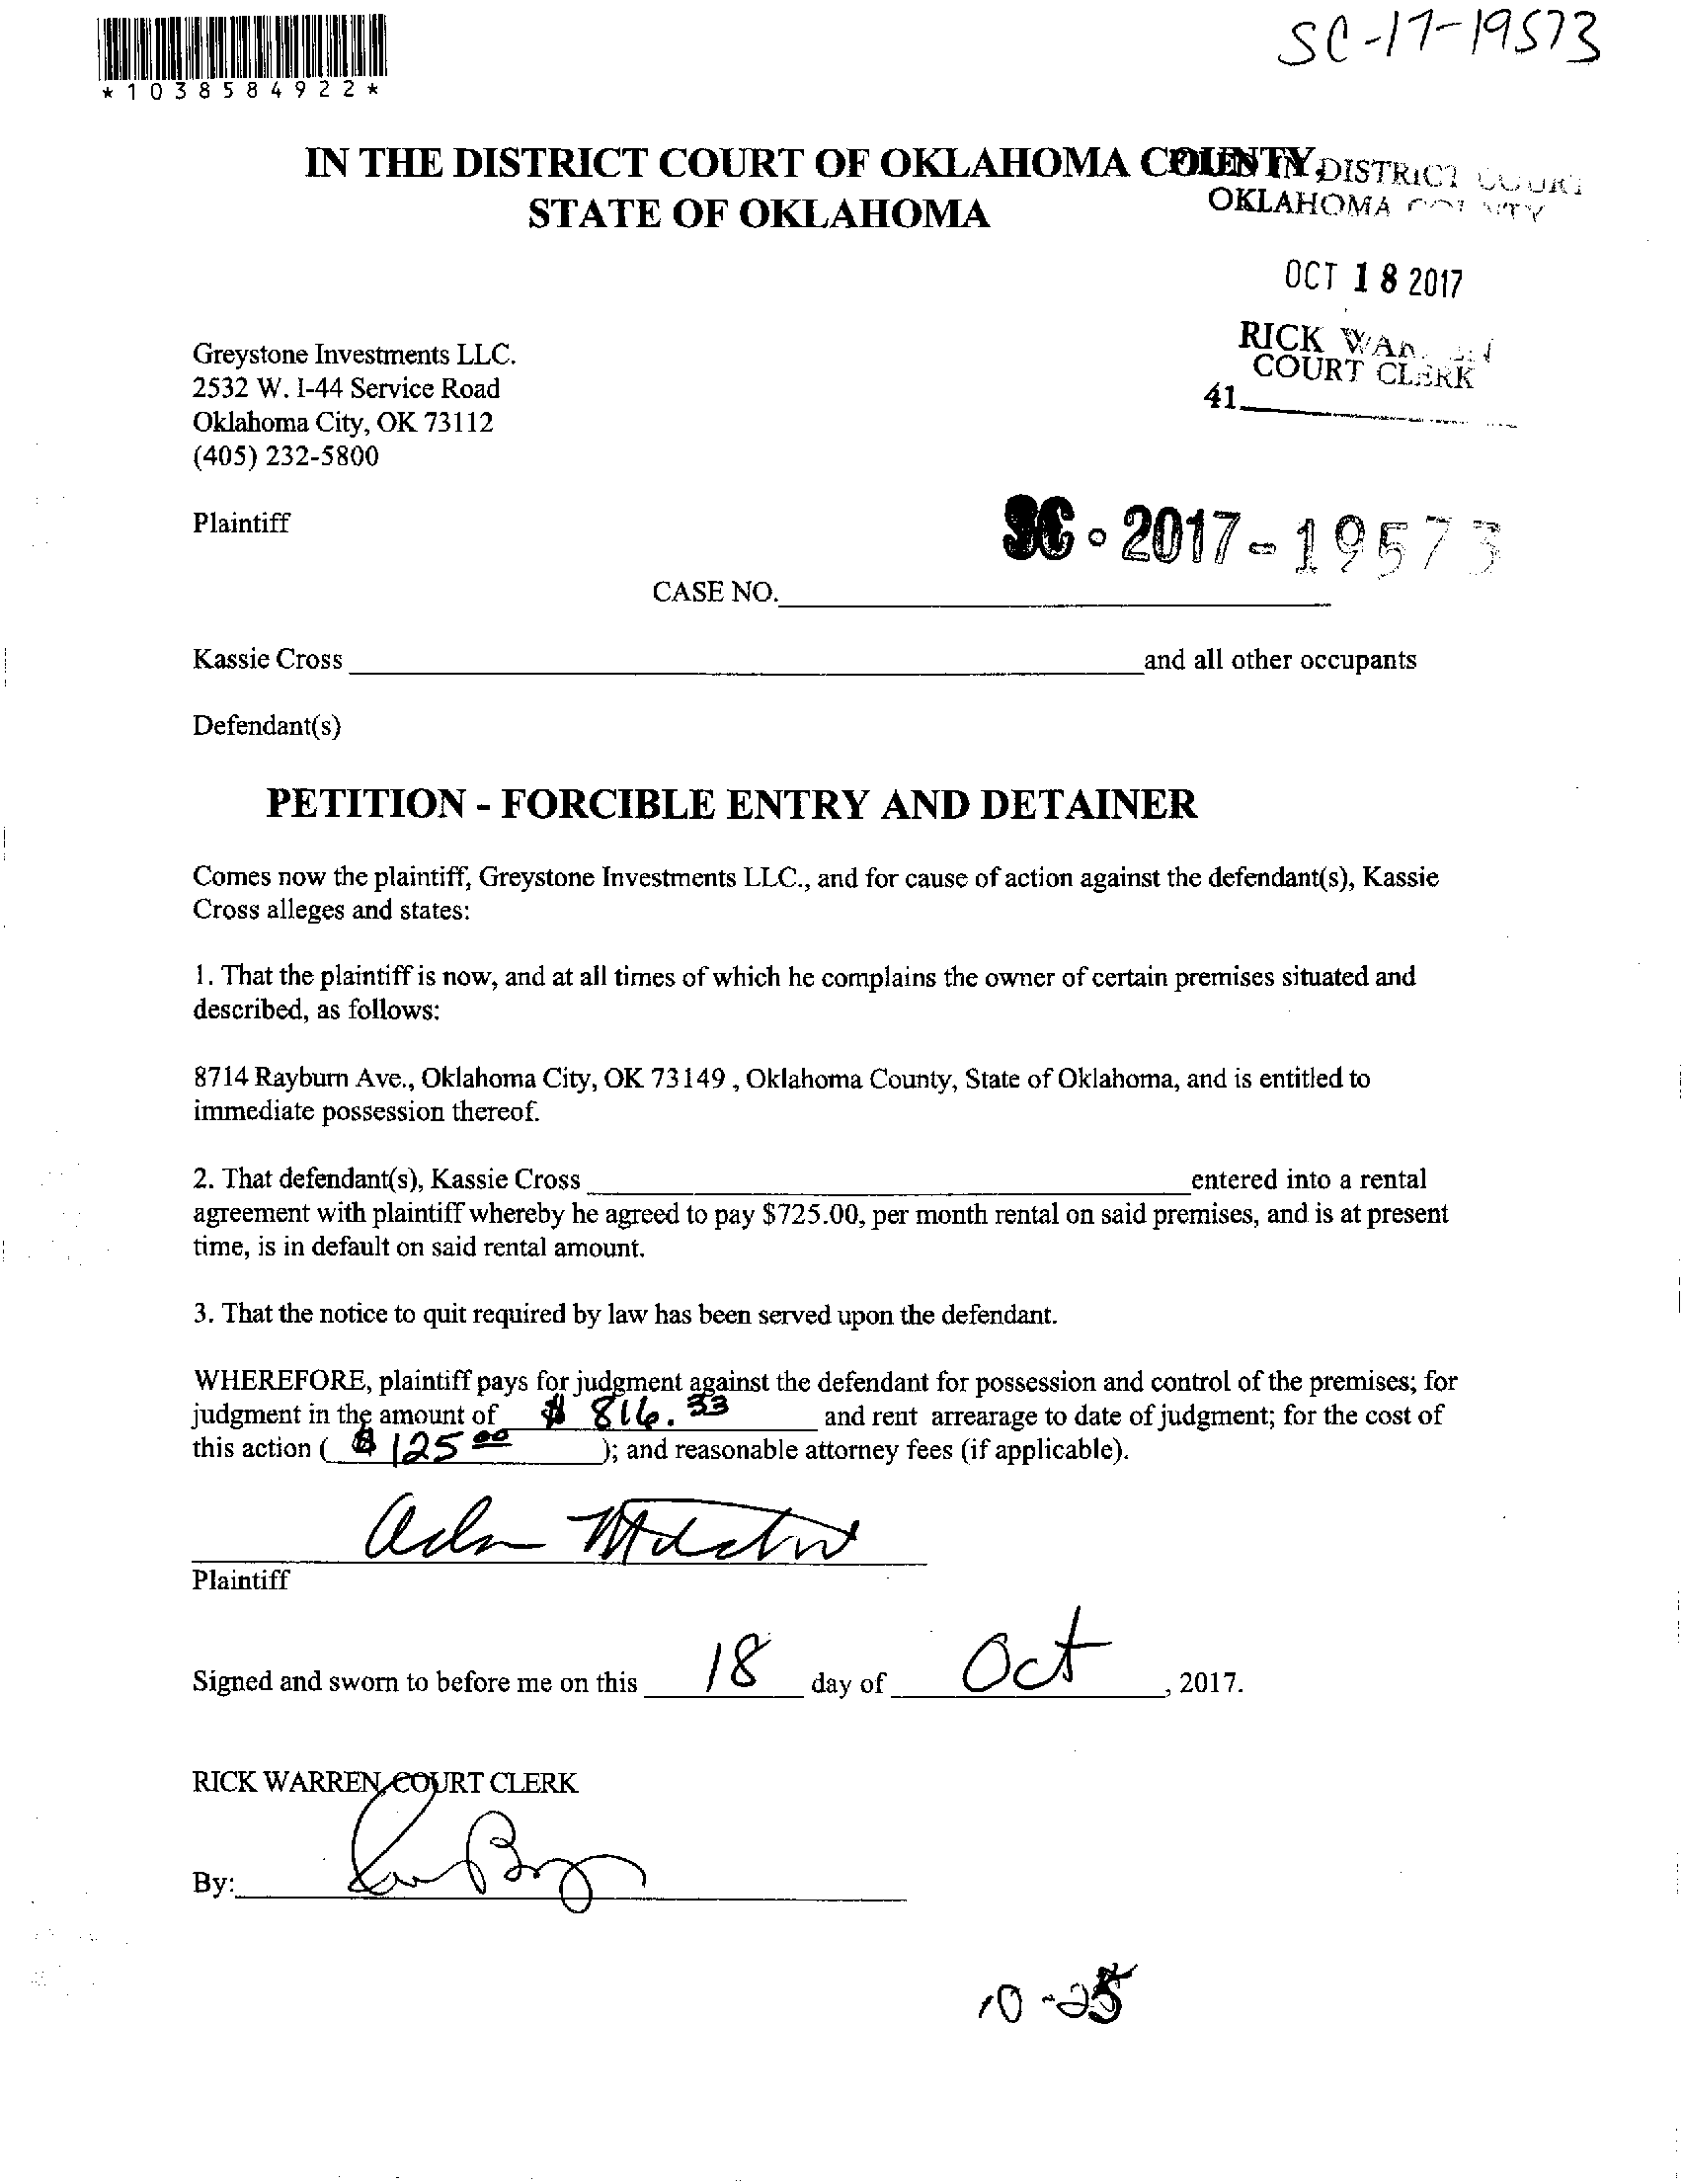 SC-17-19573
*1038584922*
IN THE DISTRICT COURT OF OKLAHOMA COUNTY,
STATE OF OKLAHOMA
FILED IN DISTRICT COURT
OKLAHOMA COUNTY
OCT 18 2017
RICK WARREN
COURT CLERK
41
Greystone Investments LLC.
2532 W. I-44 Service Road
Oklahoma City, OK 73112
(405) 232-5800
Plaintiff
SC-2017-19573
CASE NO.
Kassie Cross and all other occupants
Defendant(s)
PETITION - FORCIBLE ENTRY AND DETAINER
Comes now the plaintiff, Greystone Investments LLC., and for cause of action against the defendant(s), Kassie
Cross alleges and states:
1. That the plaintiff is now, and at all times of which he complains the owner of certain premises situated and
described, as follows:
8714 Rayburn Ave., Oklahoma City, OK 73149 , Oklahoma County, State of Oklahoma, and is entitled to
immediate possession thereof.
2. That defendant(s), Kassie Cross entered into a rental
agreement with plaintiff whereby he agreed to pay $725.00, per month rental on said premises, and is at present
time, is in default on said rental amount.
3. That the notice to quit required by law has been served upon the defendant.
WHEREFORE, plaintiff pays for judgment against the defendant for possession and control of the premises; for
judgment in the amount of $816.33 and rent arrearage to date of judgment; for the cost of
this action ( $125 00 ); and reasonable attorney fees (if applicable).
Plaintiff
Signed and sworn to before me on this 18 day of Oct, 2017.
RICK WARREN, COURT CLERK
By:
10-25